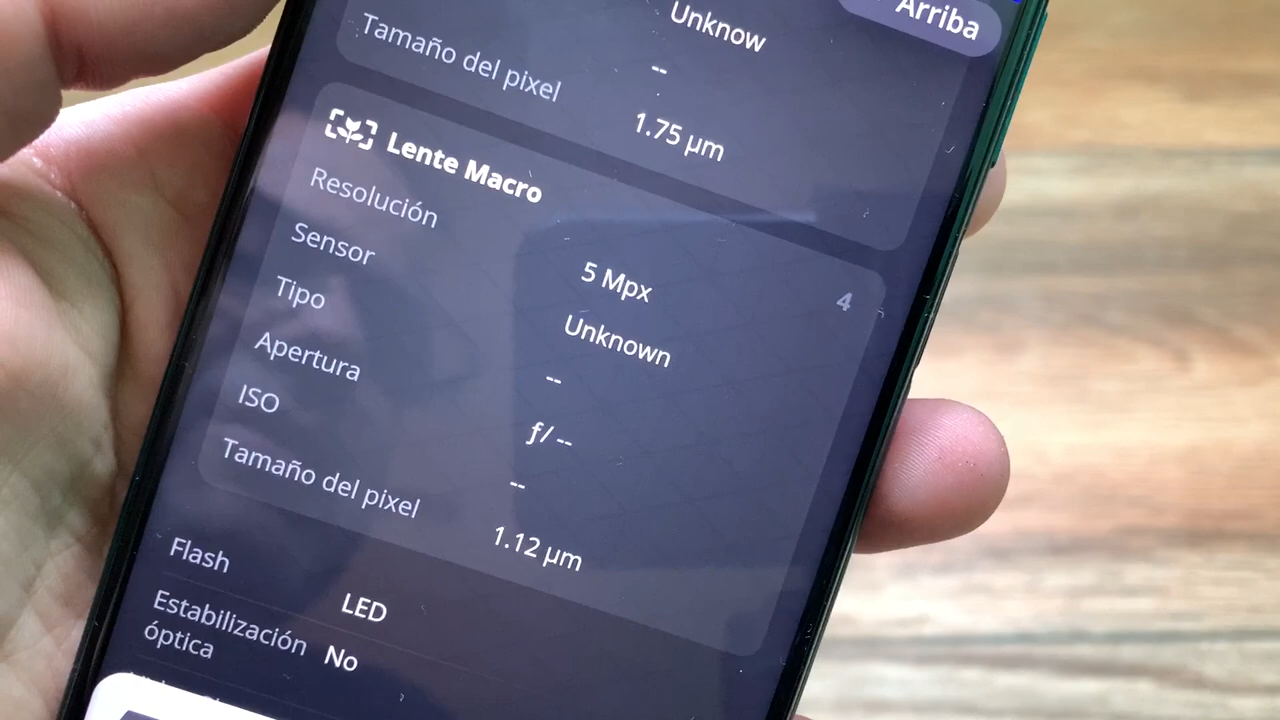 Arriba
Unknow
--
Tamaño del pixel
1.75 µm
Lente Macro
4
Resolución
5 Mpx
Sensor
Unknown
Tipo
--
Apertura
ƒ/--
ISO
--
Tamaño del pixel
1.12 µm
Flash
LED
Estabilización
óptica
No